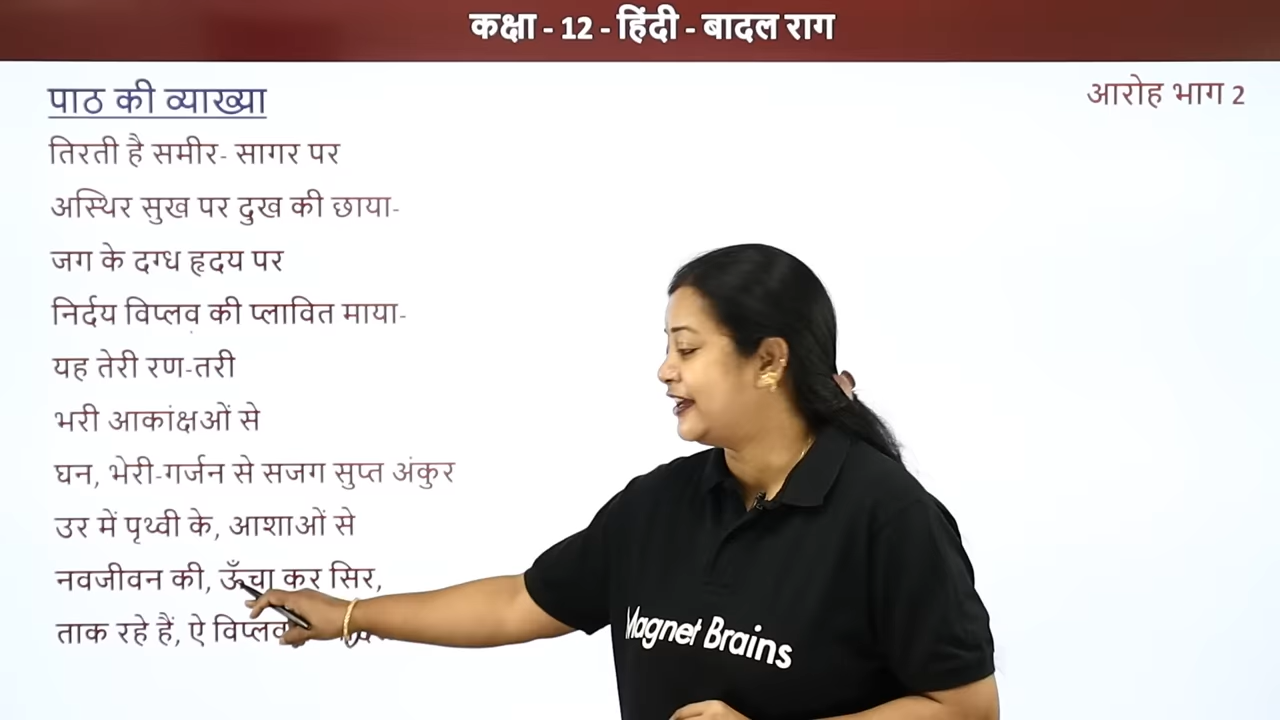 कक्षा - 12 - हिंदी - बादल राग
पाठ की व्याख्या
आरोह भाग 2
तिरती है समीर- सागर पर
अस्थिर सुख पर दुख की छाया-
जग के दग्ध हृदय पर
निर्दय विप्लव की प्लावित माया-
यह तेरी रण-तरी
भरी आकांक्षओं से
घन, भेरी-गर्जन से सजग सुप्त अंकुर
उर में पृथ्वी के, आशाओं से
नवजीवन की, ऊँचा कर सिर,
ताक रहे हैं, ऐ विप्लव
Magnet Brains